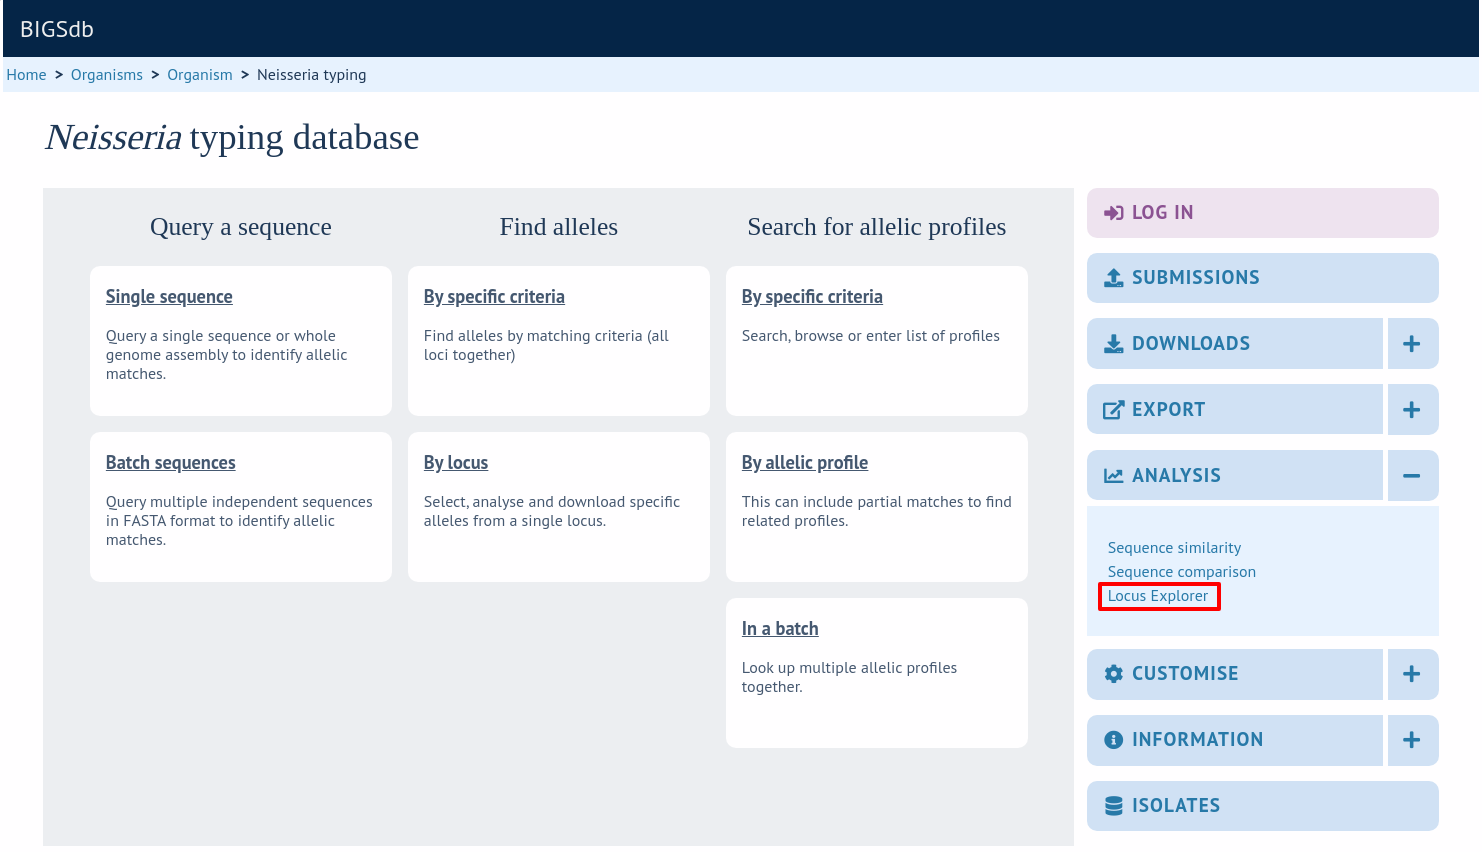 BIGSdb
Home > Organisms > Organism > Neisseria typing
Neisseria typing database
Query a sequence
Single sequence
Query a single sequence or whole
genome assembly to identify allelic
matches.
Batch sequences
Query multiple independent sequences
in FASTA format to identify allelic
matches.
Find alleles
By specific criteria
Find alleles by matching criteria (all
loci together)
By locus
Select, analyse and download specific
alleles from a single locus.
Search for allelic profiles
By specific criteria
Search, browse or enter list of profiles
By allelic profile
This can include partial matches to find
related profiles.
In a batch
Look up multiple allelic profiles
together.
LOG IN
SUBMISSIONS
DOWNLOADS
EXPORT
ANALYSIS
Sequence similarity
Sequence comparison
Locus Explorer
CUSTOMISE
INFORMATION
ISOLATES